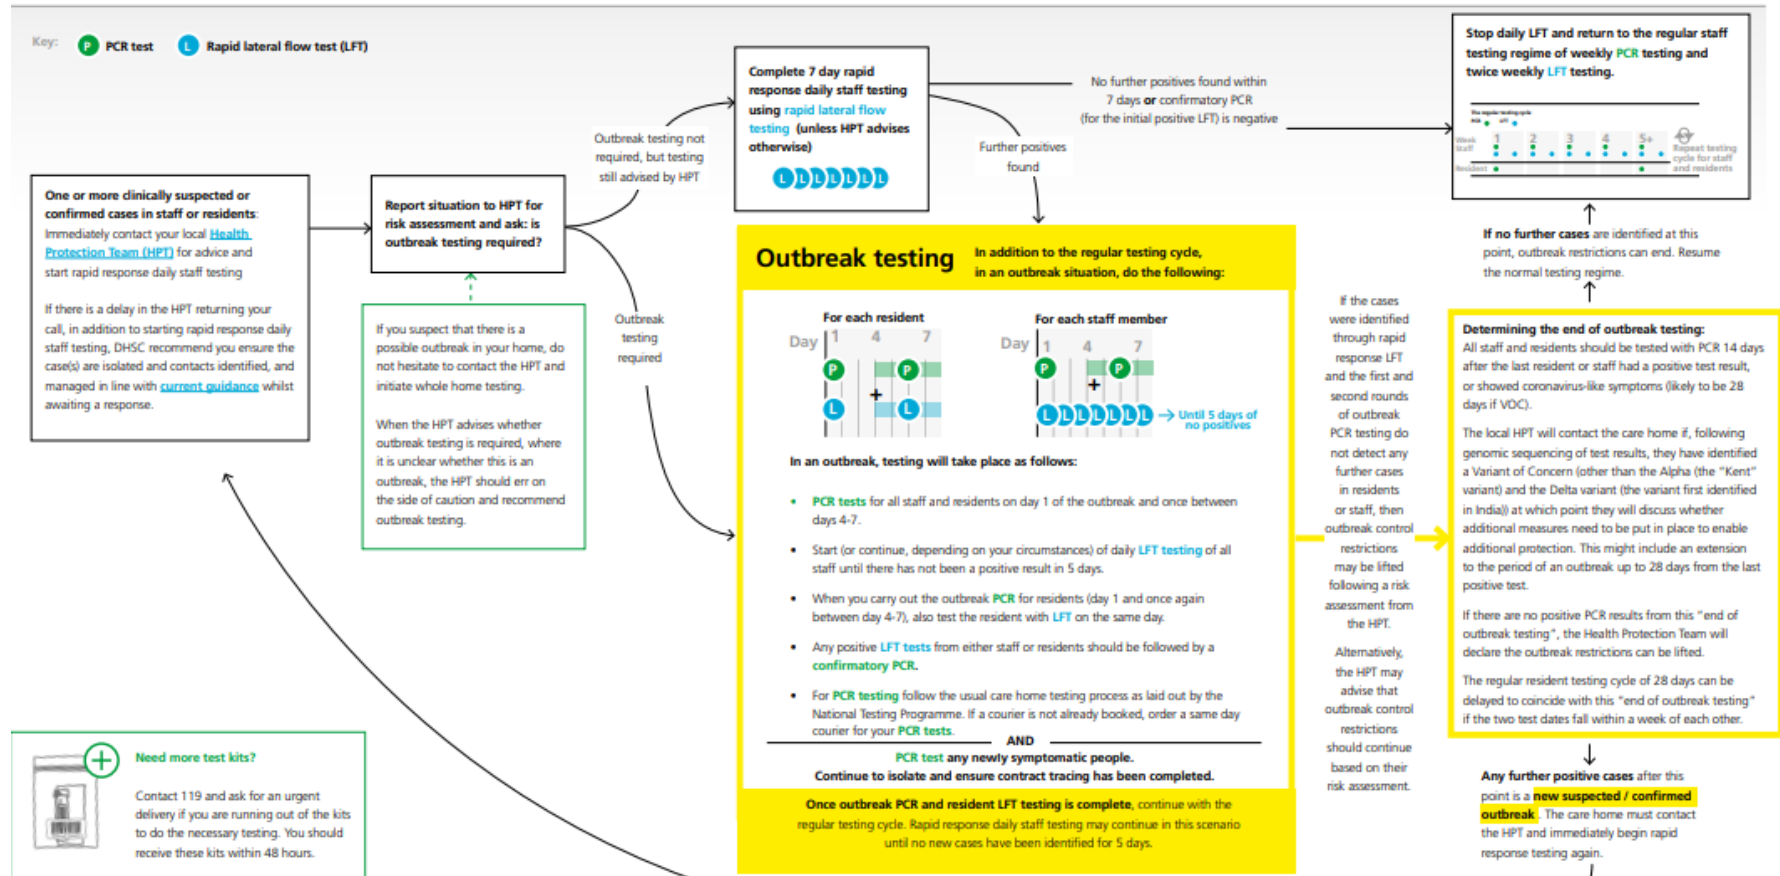 Key: P PCR test L Rapid lateral flow test (LFT)
One or more clinically suspected or
confirmed cases in staff or residents:
Immediately contact your local Health
Protection Team (HPT) for advice and
start rapid response daily staff testing
If there is a delay in the HPT returning your
call, in addition to starting rapid response daily
staff testing, DHSC recommend you ensure the
case(s) are isolated and contacts identified, and
managed in line with current guidance whilst
awaiting a response.
Report situation to HPT for
risk assessment and ask: is
outbreak testing required?
If you suspect that there is a
possible outbreak in your home, do
not hesitate to contact the HPT and
initiate whole home testing.
When the HPT advises whether
outbreak testing is required, where
it is unclear whether this is an
outbreak, the HPT should err on
the side of caution and recommend
outbreak testing.
Outbreak testing not
required, but testing
still advised by HPT
Outbreak
testing
required
Complete 7 day rapid
response daily staff testing
using rapid lateral flow
testing (unless HPT advises
otherwise)
L L L L L L L
Further positives
found
No further positives found within
7 days or confirmatory PCR
(for the initial positive LFT) is negative
Stop daily LFT and return to the regular staff
testing regime of weekly PCR testing and
twice weekly LFT testing.
The regular testing cycle
PCR LFT
Week 1 2 3 4 5+
Staff
Resident
Repeat testing
cycle for staff
and residents
Outbreak testing
In addition to the regular testing cycle,
in an outbreak situation, do the following:
For each resident
Day 1 4 7
P P
+
L L
For each staff member
Day 1 4 7
P P
+
L L L L L L L
Until 5 days of
no positives
In an outbreak, testing will take place as follows:
• PCR tests for all staff and residents on day 1 of the outbreak and once between
days 4-7.
• Start (or continue, depending on your circumstances) of daily LFT testing of all
staff until there has not been a positive result in 5 days.
• When you carry out the outbreak PCR for residents (day 1 and once again
between day 4-7), also test the resident with LFT on the same day.
• Any positive LFT tests from either staff or residents should be followed by a
confirmatory PCR.
• For PCR testing follow the usual care home testing process as laid out by the
National Testing Programme. If a courier is not already booked, order a same day
courier for your PCR tests.
AND
PCR test any newly symptomatic people.
Continue to isolate and ensure contract tracing has been completed.
Once outbreak PCR and resident LFT testing is complete, continue with the
regular testing cycle. Rapid response daily staff testing may continue in this scenario
until no new cases have been identified for 5 days.
If the cases
were identified
through rapid
response LFT
and the first and
second rounds
of outbreak
PCR testing do
not detect any
further cases
in residents
or staff, then
outbreak control
restrictions
may be lifted
following a risk
assessment from
the HPT.
Alternatively,
the HPT may
advise that
outbreak control
restrictions
should continue
based on their
risk assessment.
If no further cases are identified at this
point, outbreak restrictions can end. Resume
the normal testing regime.
Determining the end of outbreak testing:
All staff and residents should be tested with PCR 14 days
after the last resident or staff had a positive test result,
or showed coronavirus-like symptoms (likely to be 28
days if VOC).
The local HPT will contact the care home if, following
genomic sequencing of test results, they have identified
a Variant of Concern (other than the Alpha (the "Kent"
variant) and the Delta variant (the variant first identified
in India)) at which point they will discuss whether
additional measures need to be put in place to enable
additional protection. This might include an extension
to the period of an outbreak up to 28 days from the last
positive test.
If there are no positive PCR results from this "end of
outbreak testing", the Health Protection Team will
declare the outbreak restrictions can be lifted.
The regular resident testing cycle of 28 days can be
delayed to coincide with this "end of outbreak testing"
if the two test dates fall within a week of each other.
Any further positive cases after this
point is a new suspected / confirmed
outbreak. The care home must contact
the HPT and immediately begin rapid
response testing again.
Need more test kits?
Contact 119 and ask for an urgent
delivery if you are running out of the kits
to do the necessary testing. You should
receive these kits within 48 hours.